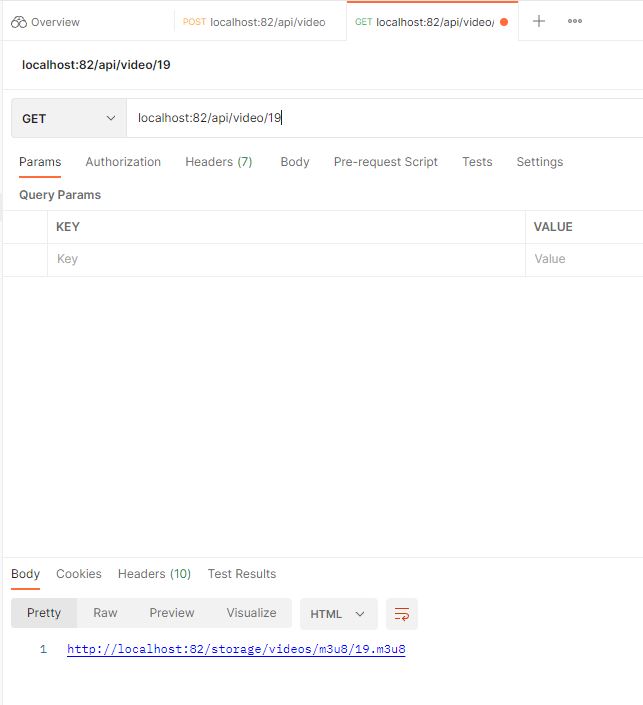 Overview
POST localhost:82/api/video
GET localhost:82/api/video/
localhost:82/api/video/19
GET localhost:82/api/video/19
Params Authorization Headers (7) Body Pre-request Script Tests Settings
Query Params
KEY VALUE
Key Value
Body Cookies Headers (10) Test Results
Pretty Raw Preview Visualize HTML
1 http://localhost:82/storage/videos/m3u8/19.m3u8